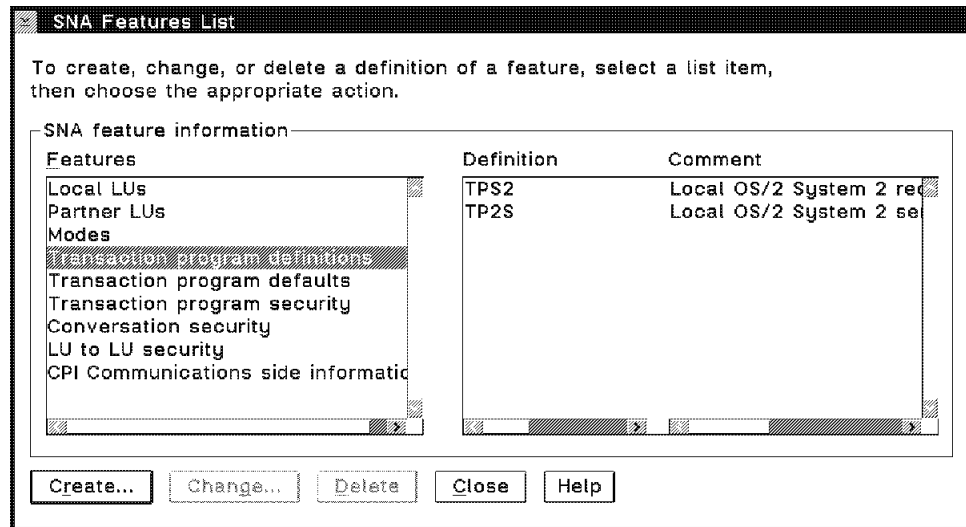 SNA Features List
To create, change, or delete a definition of a feature, select a list item,
then choose the appropriate action.
SNA feature information
Features
Definition
Comment
Local LUs
Partner LUs
Modes
Transaction program definitions
Transaction program defaults
Transaction program security
Conversation security
LU to LU security
CPI Communications side informatic
TPS2
Local OS/2 System 2 rec
TP2S
Local OS/2 System 2 se
Create...
Change...
Delete
Close
Help